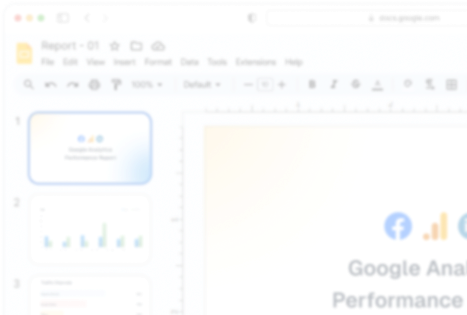 docs.google.com
Report - 01
File Edit View Insert Format Data Tools Extensions Help
100% Default
1
Google Analytics
Performance Report
2
3
Google Anal
Performance